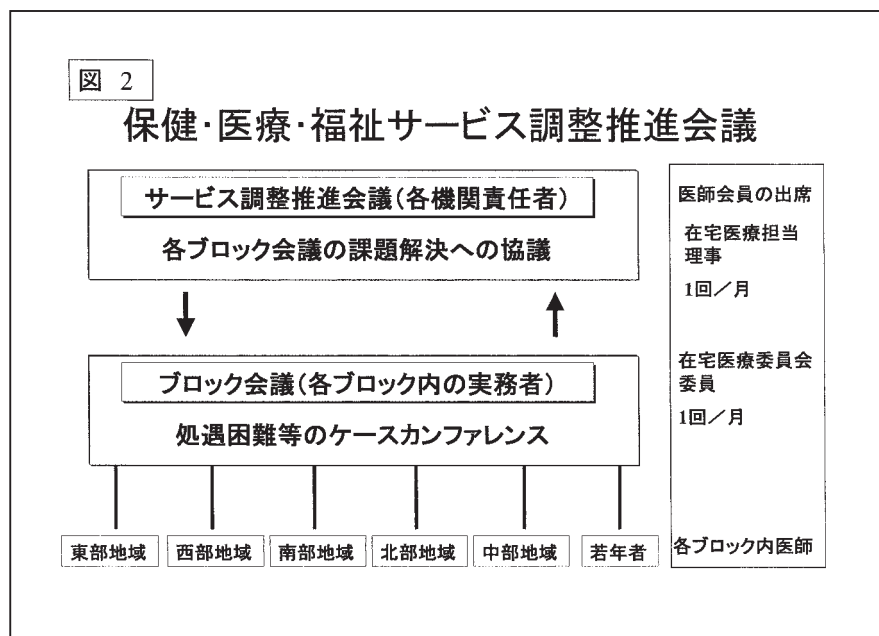 図 2
保健・医療・福祉サービス調整推進会議
サービス調整推進会議(各機関責任者)
各ブロック会議の課題解決への協議
ブロック会議(各ブロック内の実務者)
処遇困難等のケースカンファレンス
東部地域
西部地域
南部地域
北部地域
中部地域
若年者
医師会員の出席
在宅医療担当
理事
1回/月
在宅医療委員会
委員
1回/月
各ブロック内医師